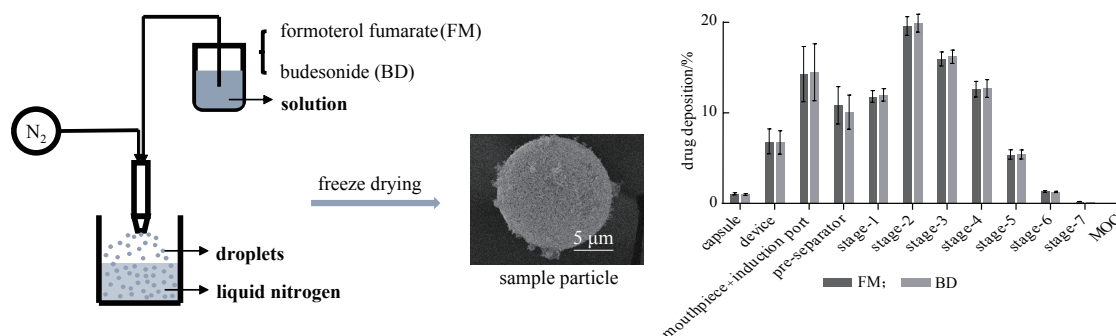 formoterol fumarate (FM)
budesonide (BD)
solution
N2
droplets
liquid nitrogen
freeze drying
5 μm
sample particle
drug deposition/%
20
10
0
capsule
device
mouthpiece+induction port
pre-separator
stage-1
stage-2
stage-3
stage-4
stage-5
stage-6
stage-7
MOC
FM;
BD